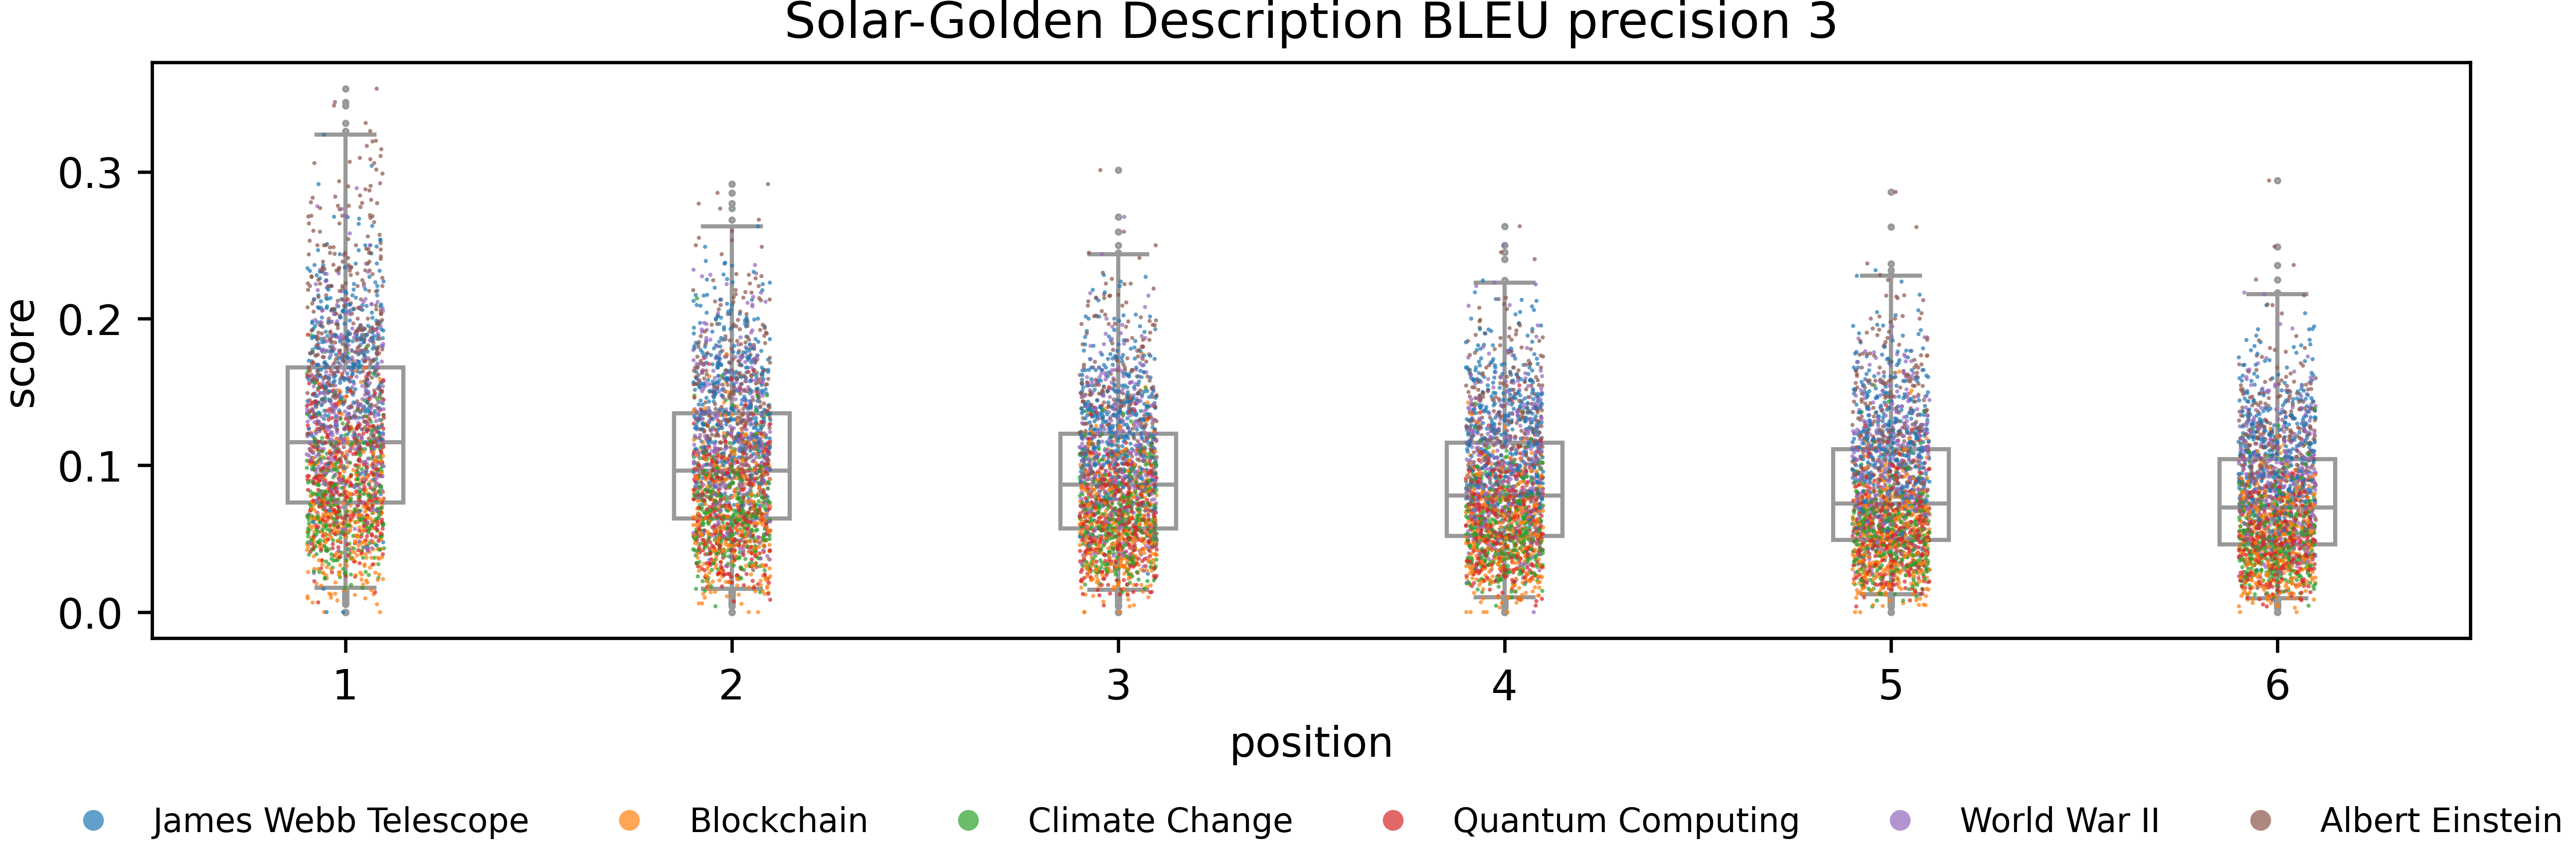 Solar-Golden Description BLEU precision 3
score
0.3
0.2
0.1
0.0
1 2 3 4 5 6
position
James Webb Telescope Blockchain Climate Change Quantum Computing World War II Albert Einstein